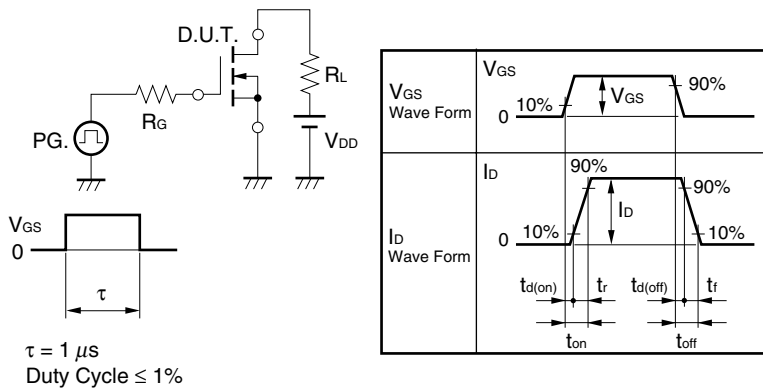 D.U.T.
RL
RG
PG.
VDD
VGS
0
τ
τ = 1 μs
Duty Cycle ≤ 1%
VGS
Wave Form
VGS
10%
0
VGS
90%
ID
Wave Form
ID
90%
90%
ID
10%
10%
0
td(on) tr td(off) tf
ton toff